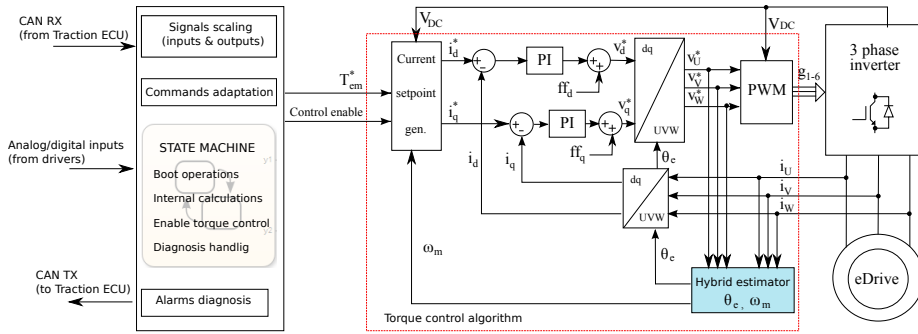 CAN RX
(from Traction ECU)
Analog/digital inputs
(from drivers)
CAN TX
(to Traction ECU)
Signals scaling
(inputs & outputs)
Commands adaptation
STATE MACHINE
Boot operations
Internal calculations
Enable torque control
Diagnosis handlig
y1
y2
Alarms diagnosis
T*em
Control enable
VDC
Current
setpoint
gen.
i*d
i*q
PI
ffd
v*d
PI
ffq
v*q
id
iq
dq
UVW
θe
dq
UVW
θe
v*U
v*V
v*W
VDC
PWM
g1-6
3 phase
inverter
iU
iV
iW
eDrive
ωm
Hybrid estimator
θe, ωm
Torque control algorithm